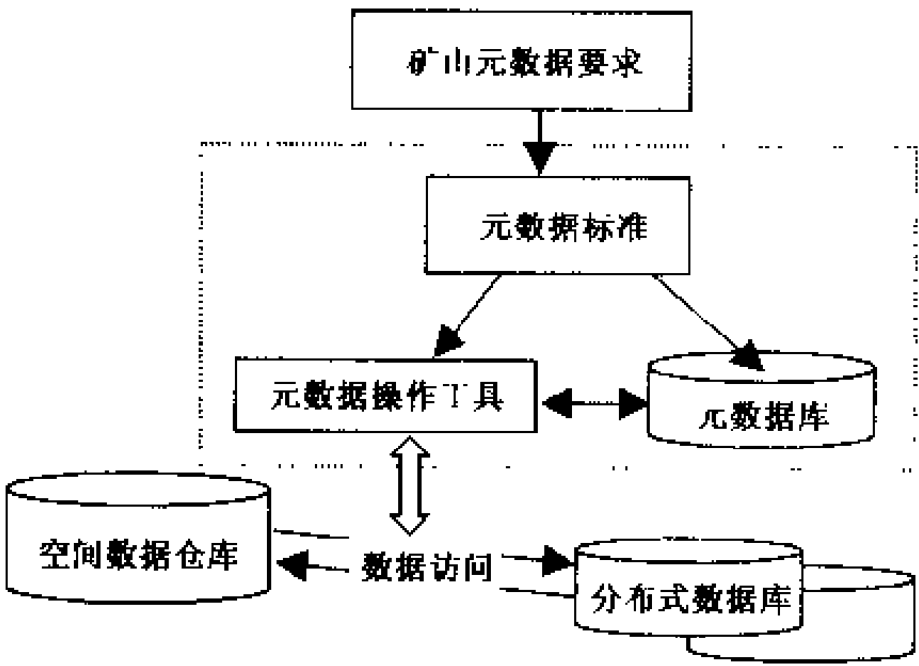 矿山元数据要求
元数据标准
元数据操作工具
元数据库
空间数据仓库
数据访问
分布式数据库